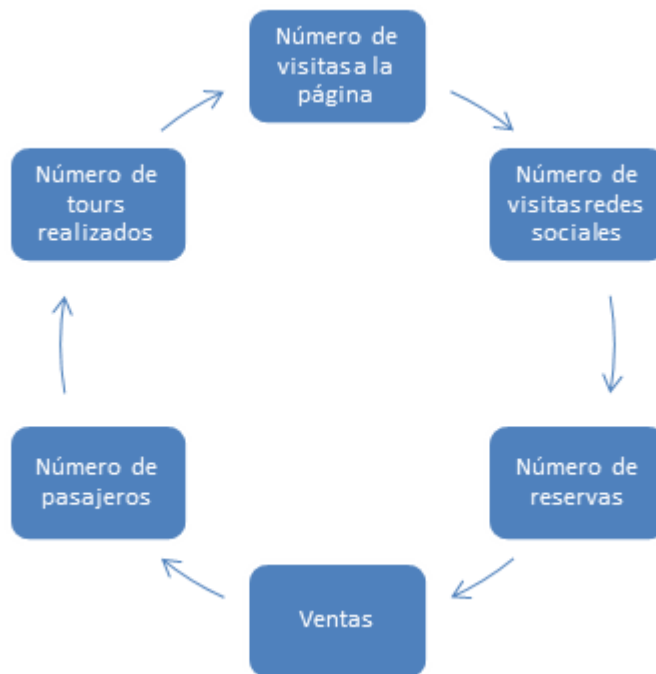 Número de
visitas a la
página
Número de
visitas redes
sociales
Número de
reservas
Ventas
Número de
pasajeros
Número de
tours
realizados